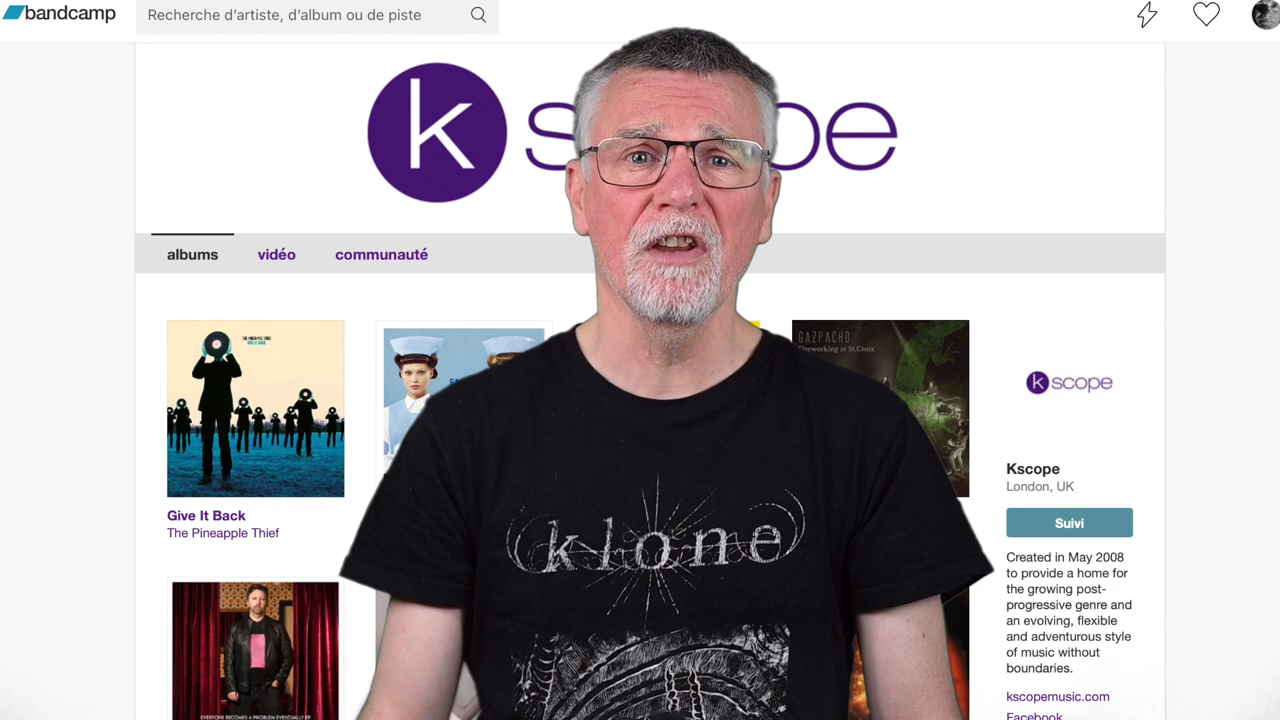 bandcamp
Recherche d'artiste, d'album ou de piste
k
scope
albums
vidéo
communauté
THE PINEAPPLE THIEF
GIVE IT BACK
GAZPACHO
Fireworking at St.Croix
kscope
Give It Back
The Pineapple Thief
klone
Kscope
London, UK
Suivi
Created in May 2008
to provide a home for
the growing post-
progressive genre and
an evolving, flexible
and adventurous style
of music without
boundaries.
kscopemusic.com
Facebook
EVERYONE BECOMES A PROBLEM EVENTUALLY EP